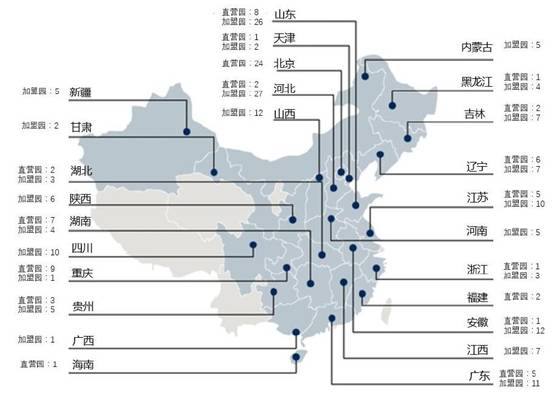 直营园：8
加盟园：26
山东
直营园：1
加盟园：2
天津
直营园：24
北京
直营园：2
加盟园：27
河北
加盟园：12
山西
加盟园：5
新疆
加盟园：2
甘肃
直营园：2
加盟园：3
湖北
加盟园：6
陕西
直营园：7
加盟园：4
湖南
加盟园：10
四川
直营园：9
加盟园：1
重庆
直营园：3
加盟园：5
贵州
加盟园：1
广西
直营园：1
海南
内蒙古
加盟园：5
黑龙江
直营园：1
加盟园：4
吉林
直营园：2
加盟园：7
辽宁
直营园：6
加盟园：7
江苏
直营园：5
加盟园：10
河南
加盟园：5
浙江
直营园：1
加盟园：3
福建
直营园：2
安徽
直营园：1
加盟园：12
江西
加盟园：7
广东
直营园：5
加盟园：11